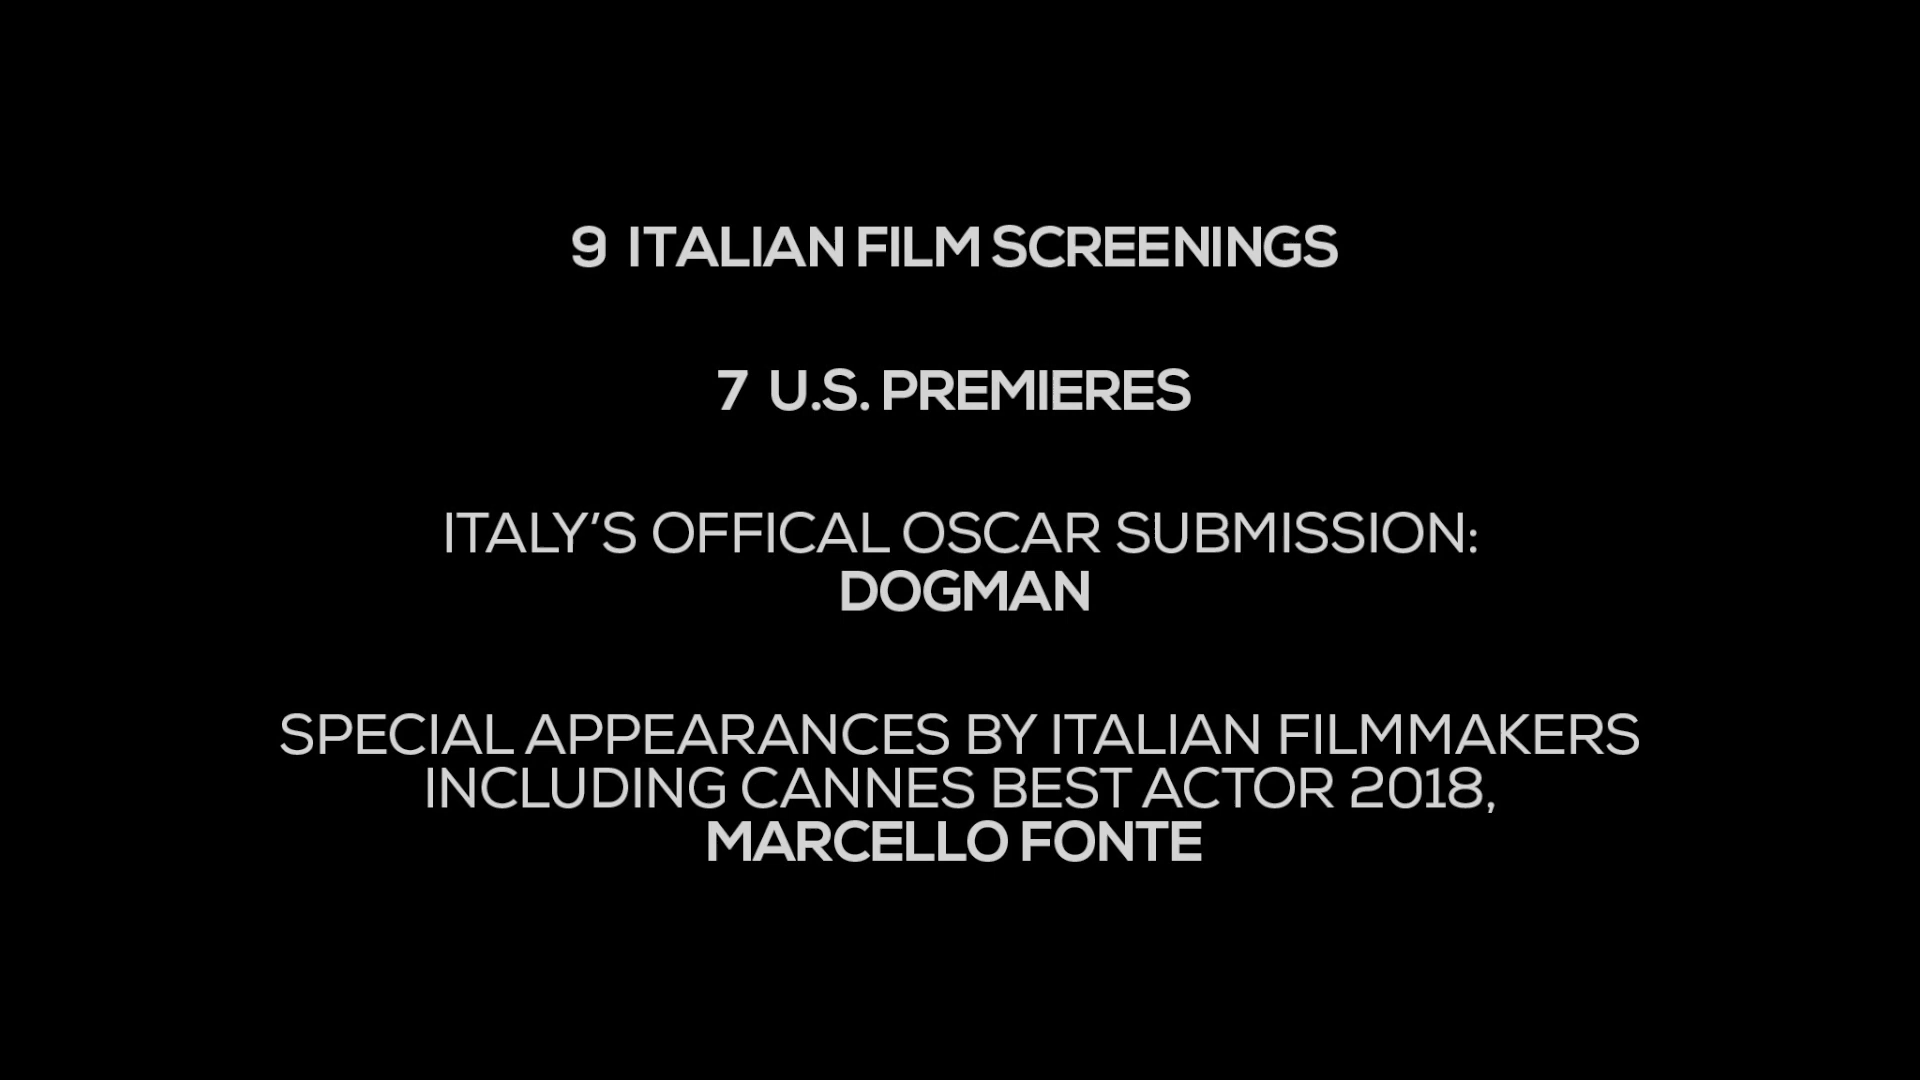 9 ITALIAN FILM SCREENINGS
7 U.S. PREMIERES
ITALY’S OFFICAL OSCAR SUBMISSION:
DOGMAN
SPECIAL APPEARANCES BY ITALIAN FILMMAKERS
INCLUDING CANNES BEST ACTOR 2018,
MARCELLO FONTE